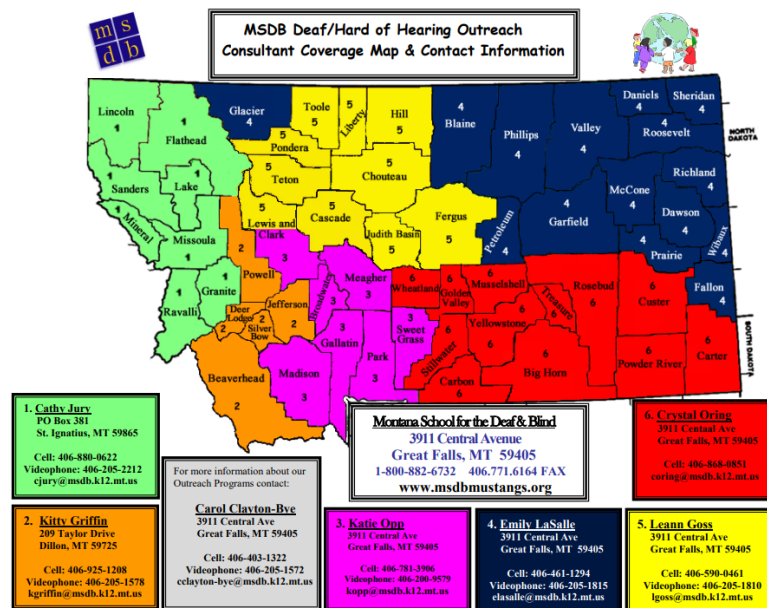 m s
d b
MSDB Deaf/Hard of Hearing Outreach
Consultant Coverage Map & Contact Information
Lincoln
1
Flathead
1
Glacier
4
Toole
5
Liberty
5
Hill
5
Blaine
4
Phillips
4
Valley
4
Daniels
4
Sheridan
4
Roosevelt
4
NORTH
DAKOTA
Pondera
5
Teton
5
Chouteau
5
Sanders
1
Lake
1
Mineral
1
Missoula
1
Lewis and
Clark
5
3
Cascade
5
Judith Basin
5
Fergus
5
Petroleum
4
Garfield
4
McCone
4
Richland
4
Dawson
4
Wibaux
4
Prairie
4
Fallon
4
Powell
2
Granite
1
Ravalli
1
Deer
Lodge
2
Silver
Bow
2
Jefferson
2
Broadwater
3
Meagher
3
Wheatland
6
Golden
Valley
6
Musselshell
6
Treasure
6
Rosebud
6
Custer
6
SOUTH
DAKOTA
Beaverhead
2
Madison
3
Gallatin
3
Park
3
Sweet
Grass
3
Stillwater
6
Yellowstone
6
Carbon
6
Big Horn
6
Powder River
6
Carter
6
1. Cathy Jury
PO Box 381
St. Ignatius, MT 59865
Cell: 406-880-0622
Videophone: 406-205-2212
cjury@msdb.k12.mt.us
2. Kitty Griffin
209 Taylor Drive
Dillon, MT 59725
Cell: 406-925-1208
Videophone: 406-205-1578
kgriffin@msdb.k12.mt.us
For more information about our
Outreach Programs contact:
Carol Clayton-Bye
3911 Central Ave
Great Falls, MT 59405
Cell: 406-403-1322
Videophone: 406-205-1572
cclayton-bye@msdb.k12.mt.us
Montana School for the Deaf & Blind
3911 Central Avenue
Great Falls, MT 59405
1-800-882-6732 406.771.6164 FAX
www.msdbmustangs.org
3. Katie Opp
3911 Central Ave
Great Falls, MT 59405
Cell: 406-781-3906
Videophone: 406-200-9579
kopp@msdb.k12.mt.us
4. Emily LaSalle
3911 Central Ave
Great Falls, MT 59405
Cell: 406-461-1294
Videophone: 406-205-1815
elasalle@msdb.k12.mt.us
5. Leann Goss
3911 Central Ave
Great Falls, MT 59405
Cell: 406-590-0461
Videophone: 406-205-1810
lgoss@msdb.k12.mt.us
6. Crystal Oring
3911 Centaal Ave
Great Falls, MT 59405
Cell: 406-868-0851
coring@msdb.k12.mt.us